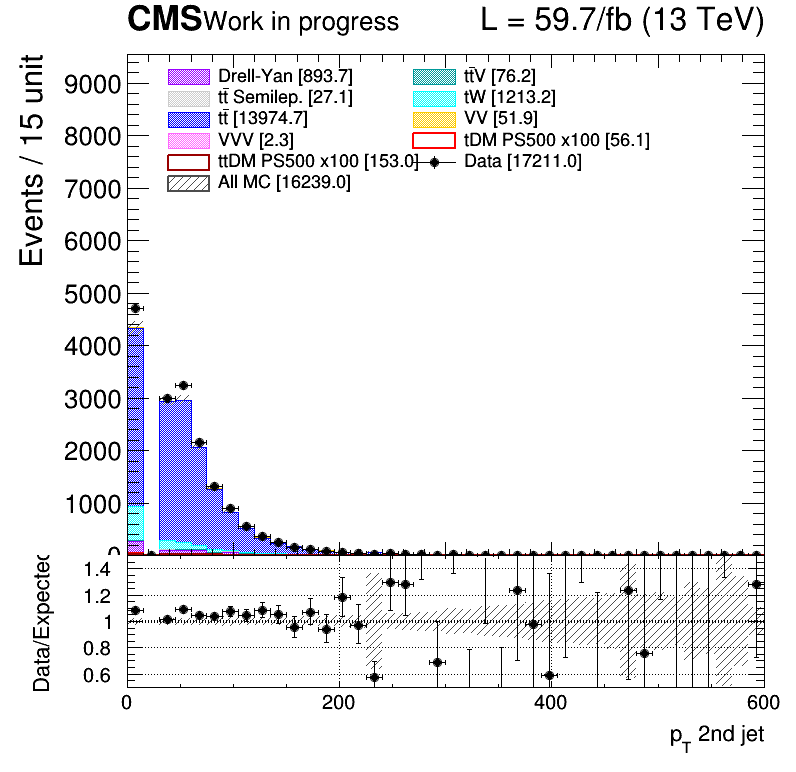 CMS Work in progress L = 59.7/fb (13 TeV)
Events / 15 unit
9000
8000
7000
6000
5000
4000
3000
2000
1000
0
Drell-Yan [893.7] tt̄V [76.2]
tt̄ Semilep. [27.1] tW [1213.2]
tt̄ [13974.7] VV [51.9]
VVV [2.3] tDM PS500 x100 [56.1]
ttDM PS500 x100 [153.0] Data [17211.0]
All MC [16239.0]
Data/Expected
1.4
1.2
1
0.8
0.6
0 200 400 600
p_T 2nd jet